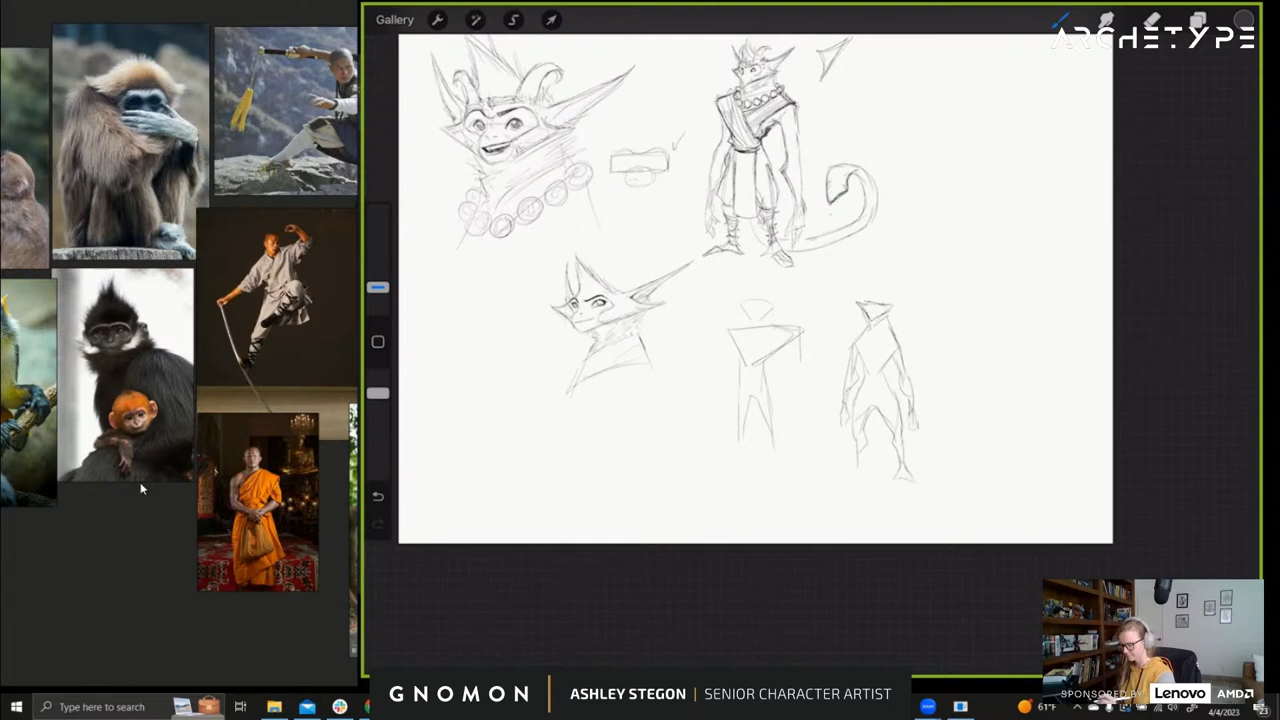 Gallery
ARCHETYPE
GNOMON
ASHLEY STEGON | SENIOR CHARACTER ARTIST
SPONSORED BY Lenovo AMD
Type here to search
61°F
4/4/2023
23